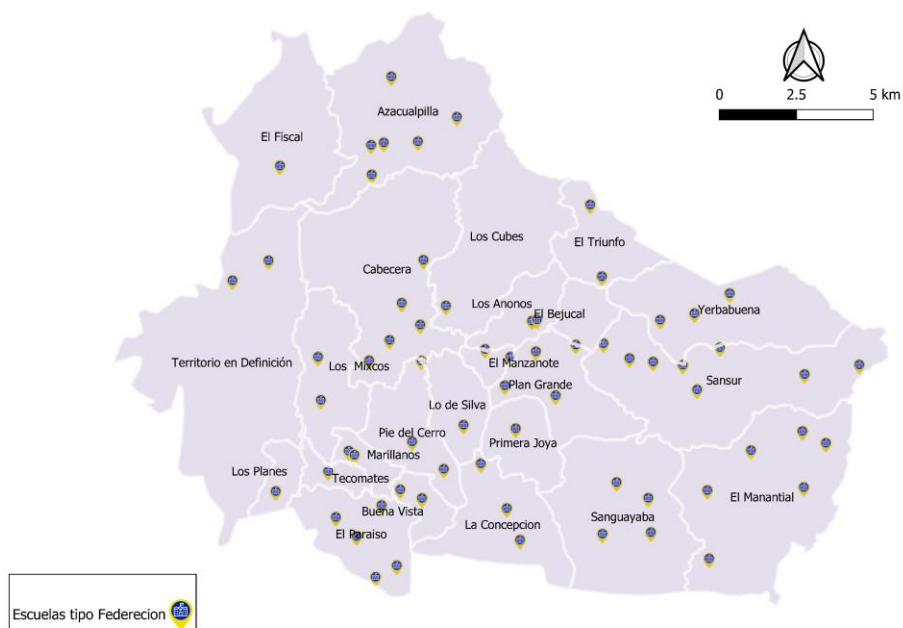 0 2.5 5 km
Azacualpilla
El Fiscal
Los Cubes
El Triunfo
Cabecera
Los Anonos
El Bejucal
Yerbabuena
Territorio en Definición
Los Mixcos
El Manzanote
Plan Grande
Sansur
Lo de Silva
Pie del Cerro
Primera Joya
Marillanos
Los Planes
Tecomates
El Manantial
Buena Vista
La Concepcion
Sanguayaba
El Paraiso
Escuelas tipo Federecion